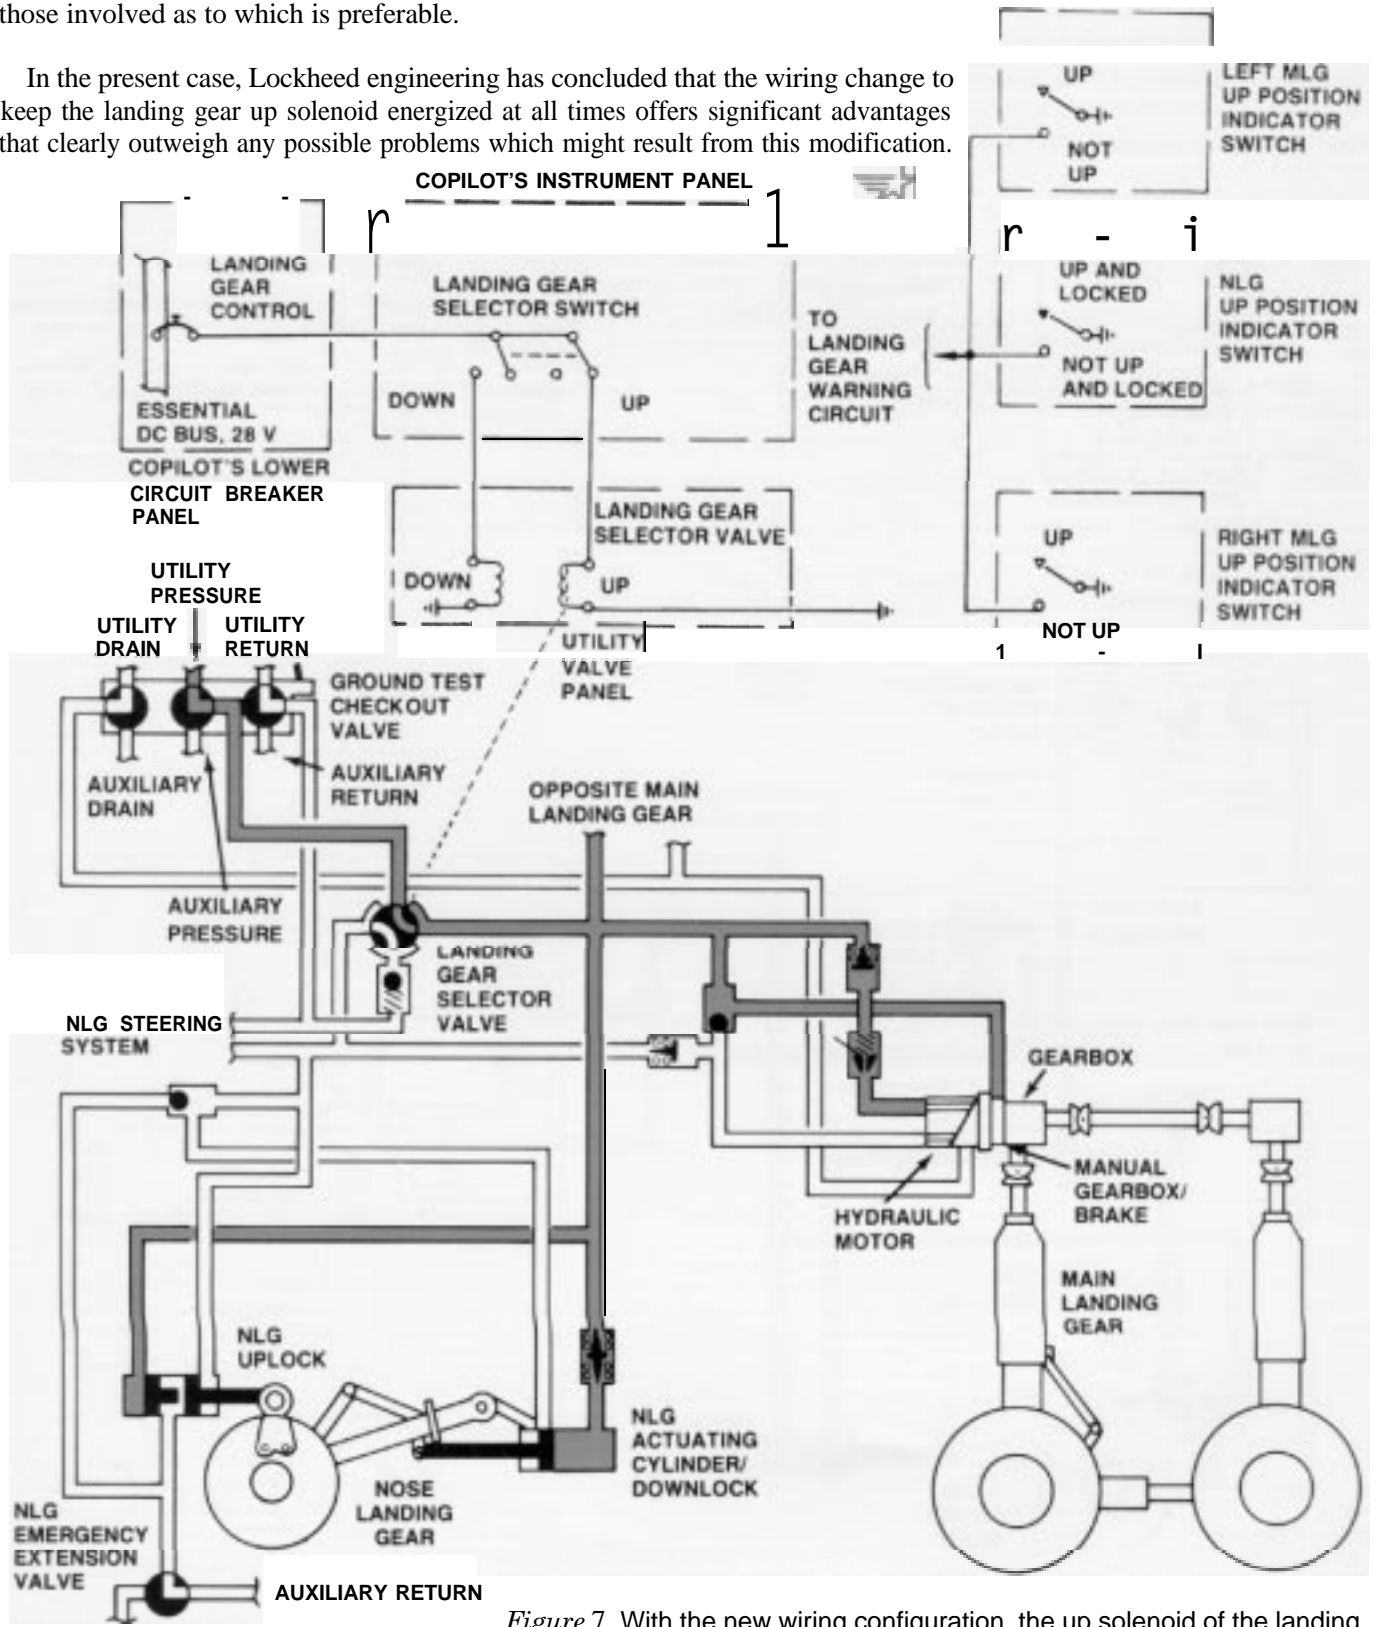 those involved as to which is preferable.
In the present case, Lockheed engineering has concluded that the wiring change to
keep the landing gear up solenoid energized at all times offers significant advantages
that clearly outweigh any possible problems which might result from this modification.
COPILOT'S INSTRUMENT PANEL
UP
NOT
UP
LEFT MLG
UP POSITION
INDICATOR
SWITCH
r l
r - i
LANDING
GEAR
CONTROL
ESSENTIAL
DC BUS, 28 V
COPILOT'S LOWER
CIRCUIT BREAKER
PANEL
LANDING GEAR
SELECTOR SWITCH
DOWN
UP
TO
LANDING
GEAR
WARNING
CIRCUIT
UP AND
LOCKED
NOT UP
AND LOCKED
NLG
UP POSITION
INDICATOR
SWITCH
LANDING GEAR
SELECTOR VALVE
DOWN
UP
UTILITY
VALVE
PANEL
UP
NOT UP
1 - l
RIGHT MLG
UP POSITION
INDICATOR
SWITCH
UTILITY
PRESSURE
UTILITY
DRAIN
UTILITY
RETURN
GROUND TEST
CHECKOUT
VALVE
AUXILIARY
DRAIN
AUXILIARY
RETURN
AUXILIARY
PRESSURE
OPPOSITE MAIN
LANDING GEAR
LANDING
GEAR
SELECTOR
VALVE
NLG STEERING
SYSTEM
GEARBOX
MANUAL
GEARBOX/
BRAKE
HYDRAULIC
MOTOR
MAIN
LANDING
GEAR
NLG
UPLOCK
NLG
ACTUATING
CYLINDER/
DOWNLOCK
NOSE
LANDING
GEAR
NLG
EMERGENCY
EXTENSION
VALVE
AUXILIARY RETURN
Figure 7. With the new wiring configuration, the up solenoid of the landing